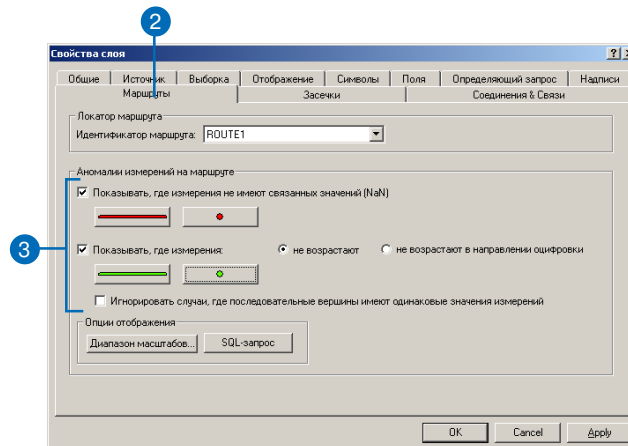 2
Свойства слоя
Общие Источник Выборка Отображение Символы Поля Определяющий запрос Надписи
Маршруты Засечки Соединения & Связи
Локатор маршрута
Идентификатор маршрута: ROUTE1
Аномалии измерений на маршруте
Показывать, где измерения не имеют связанных значений (NaN)
3
Показывать, где измерения: не возрастают не возрастают в направлении оцифровки
Игнорировать случаи, где последовательные вершины имеют одинаковые значения измерений
Опции отображения
Диапазон масштабов... SQL-запрос
OK Cancel Apply